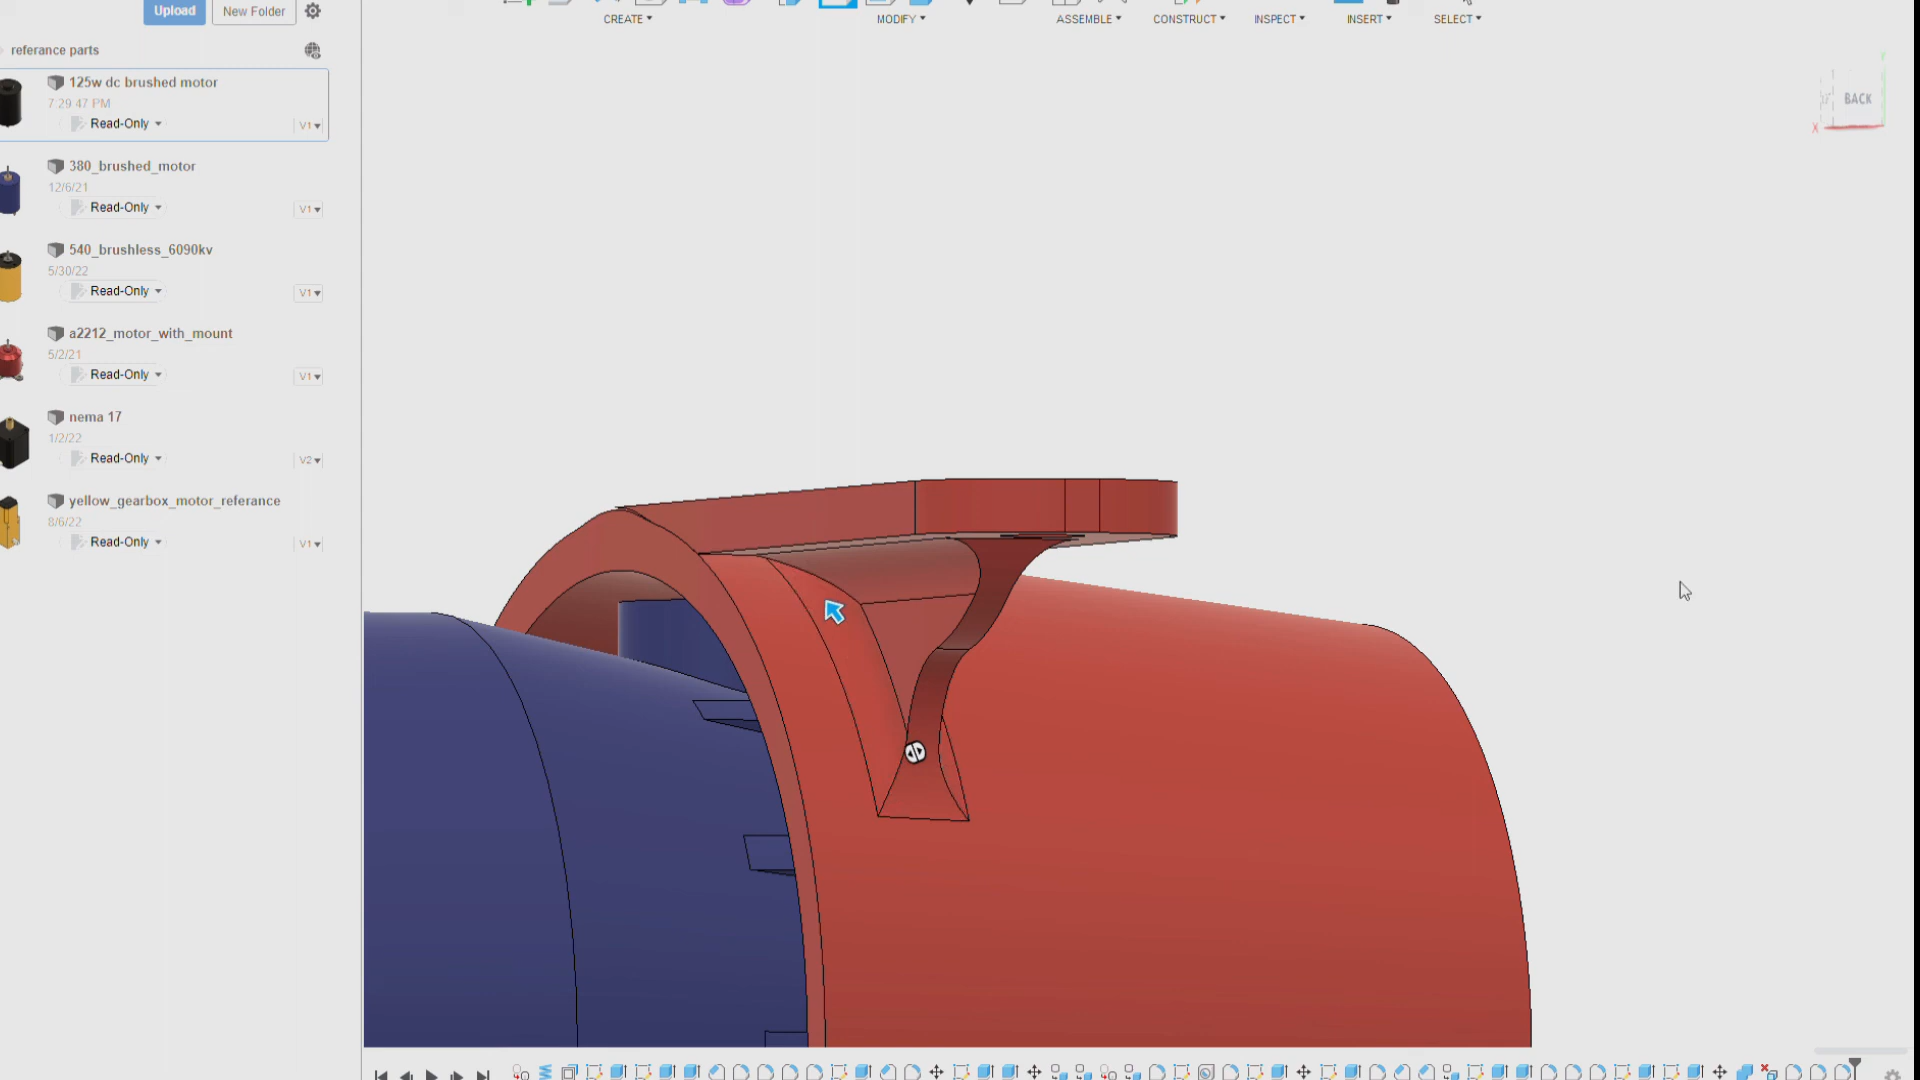 Upload New Folder
CREATE MODIFY ASSEMBLE CONSTRUCT INSPECT INSERT SELECT
referance parts
125w dc brushed motor
7:29:47 PM
Read-Only V1
380_brushed_motor
12/6/21
Read-Only V1
540_brushless_6090kv
5/30/22
Read-Only V1
a2212_motor_with_mount
5/2/21
Read-Only V1
nema 17
1/2/22
Read-Only V2
yellow_gearbox_motor_referance
8/6/22
Read-Only V1
BACK
X
Y